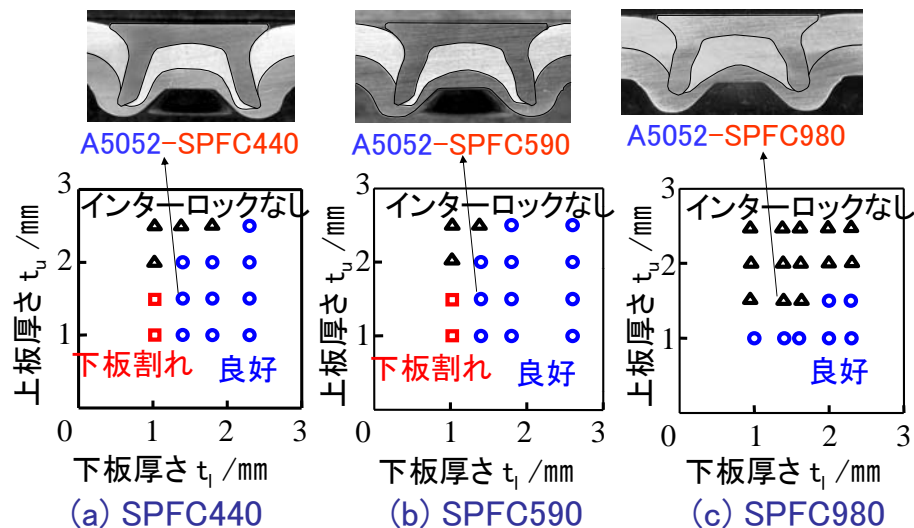 A5052-SPFC440
A5052-SPFC590
A5052-SPFC980
3
2
1
0
1
2
3
上板厚さ tu /mm
インターロックなし
下板割れ
良好
下板厚さ tl /mm
(a) SPFC440
3
2
1
0
1
2
3
上板厚さ tu /mm
インターロックなし
下板割れ
良好
下板厚さ tl /mm
(b) SPFC590
3
2
1
0
1
2
3
上板厚さ tu /mm
インターロックなし
良好
下板厚さ tl /mm
(c) SPFC980